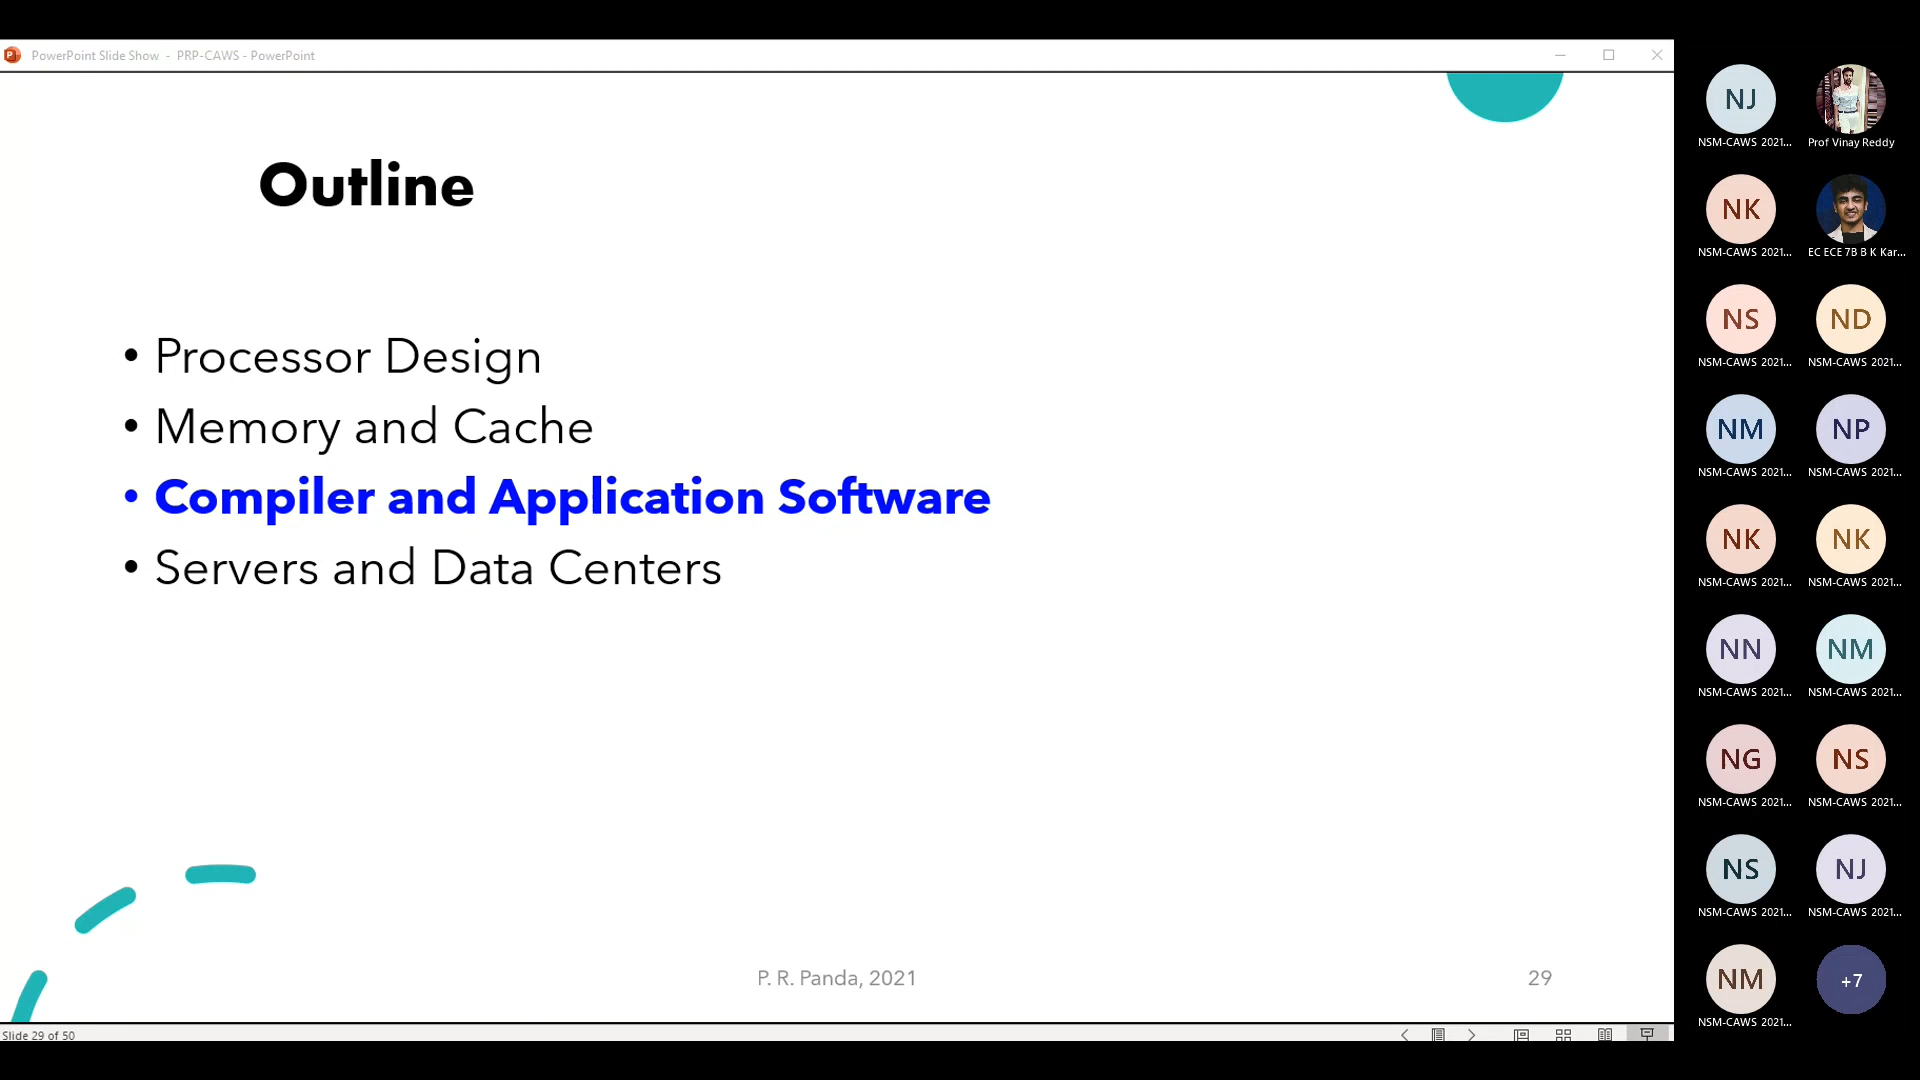 PowerPoint Slide Show - PRP-CAWS - PowerPoint
Outline
• Processor Design
• Memory and Cache
• Compiler and Application Software
• Servers and Data Centers
P. R. Panda, 2021
29
Slide 29 of 50
NJ
NSM-CAWS 2021...
Prof Vinay Reddy
NK
NSM-CAWS 2021...
EC ECE 7B B K Kar...
NS
NSM-CAWS 2021...
ND
NSM-CAWS 2021...
NM
NSM-CAWS 2021...
NP
NSM-CAWS 2021...
NK
NSM-CAWS 2021...
NK
NSM-CAWS 2021...
NN
NSM-CAWS 2021...
NM
NSM-CAWS 2021...
NG
NSM-CAWS 2021...
NS
NSM-CAWS 2021...
NS
NSM-CAWS 2021...
NJ
NSM-CAWS 2021...
NM
NSM-CAWS 2021...
+7